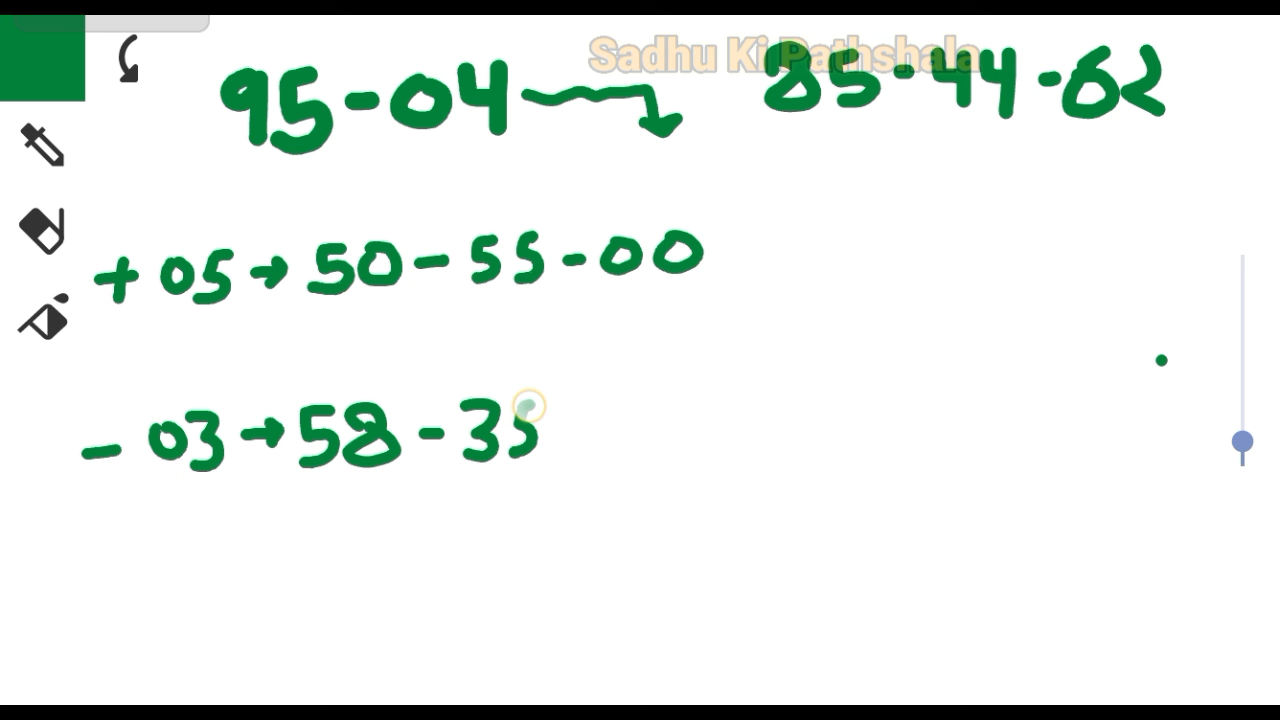 Sadhu Ki Pathshala
95-04 → 85-44-62
+ 05 → 50-55-00
- 03 → 58-35